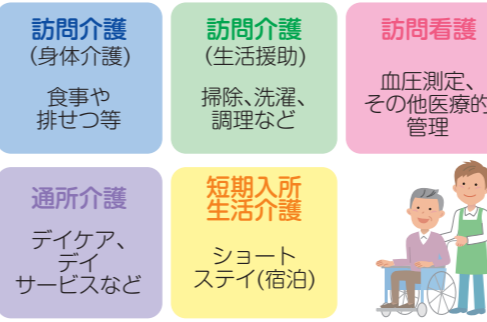 訪問介護
(身体介護)
食事や
排せつ等
訪問介護
(生活援助)
掃除、洗濯、
調理など
訪問看護
血圧測定、
その他医療的
管理
通所介護
デイケア、
デイ
サービスなど
短期入所
生活介護
ショート
ステイ(宿泊)